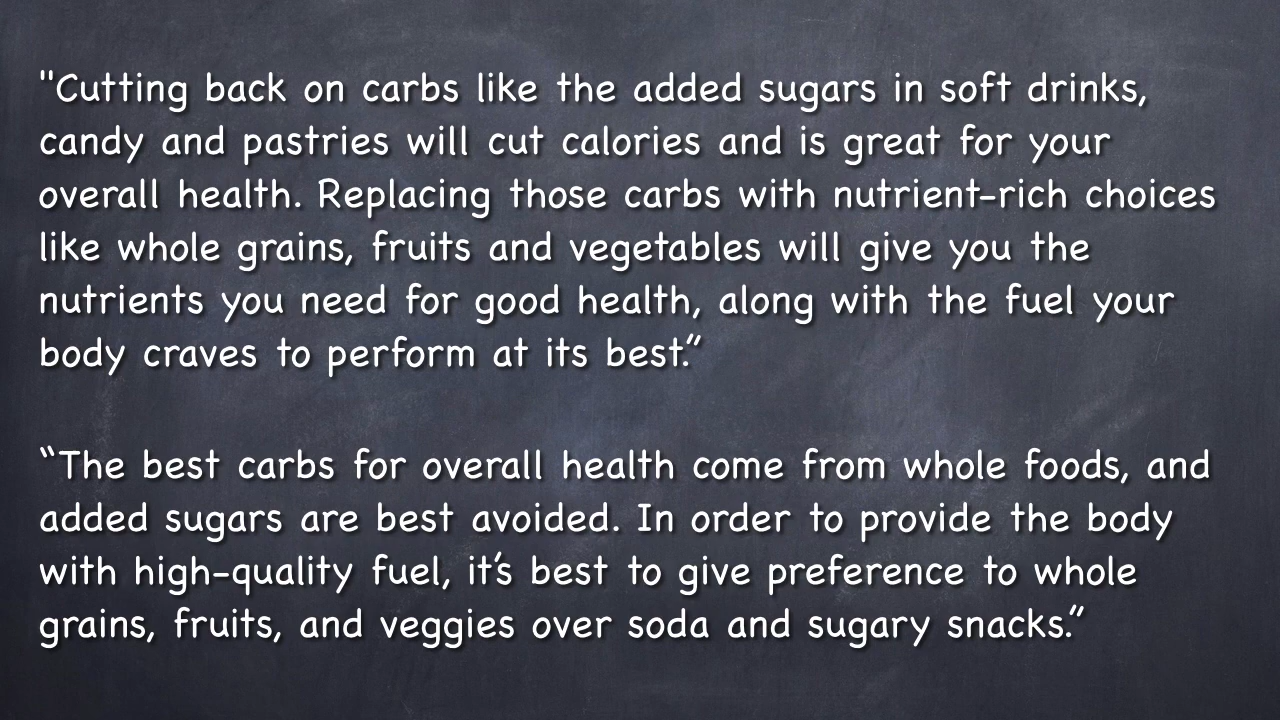 "Cutting back on carbs like the added sugars in soft drinks,
candy and pastries will cut calories and is great for your
overall health. Replacing those carbs with nutrient-rich choices
like whole grains, fruits and vegetables will give you the
nutrients you need for good health, along with the fuel your
body craves to perform at its best.”
“The best carbs for overall health come from whole foods, and
added sugars are best avoided. In order to provide the body
with high-quality fuel, it’s best to give preference to whole
grains, fruits, and veggies over soda and sugary snacks.”